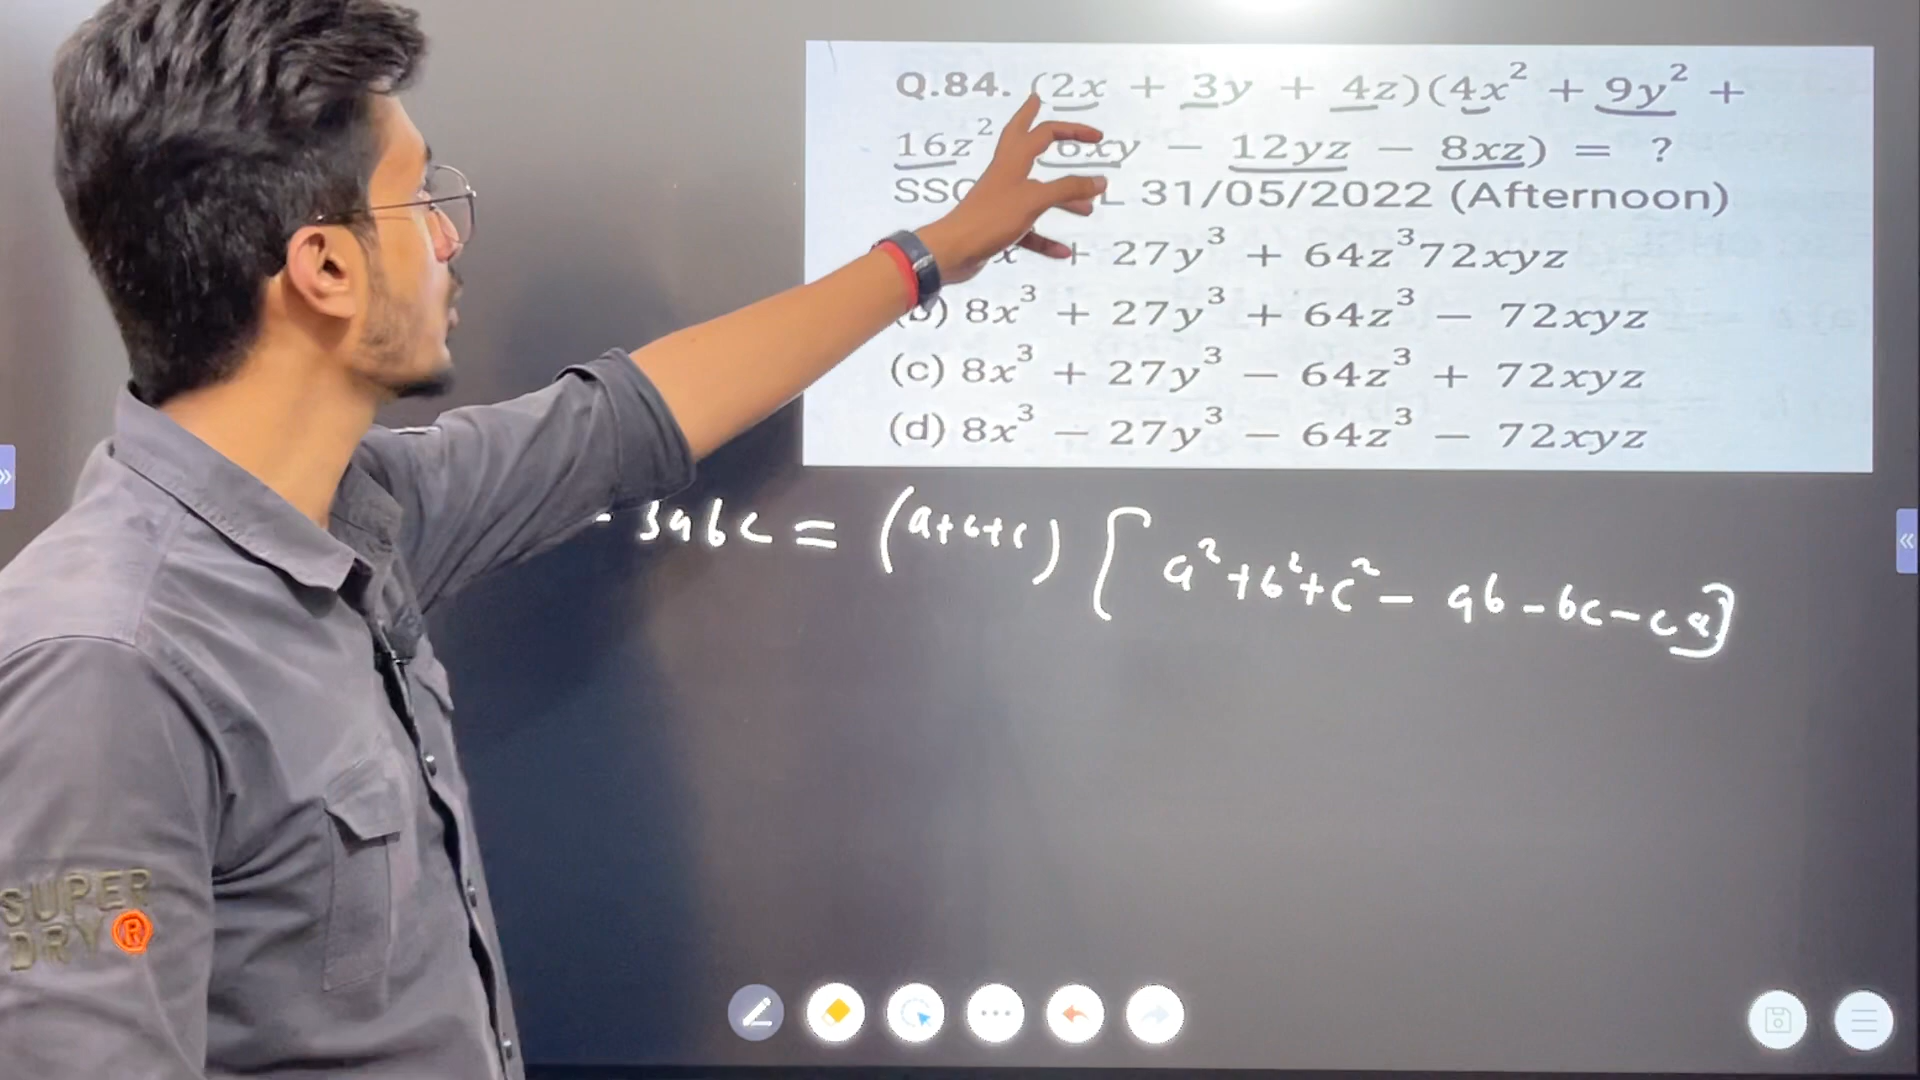 Q.84. (2x + 3y + 4z)(4x² + 9y² +
16z² 6xy − 12yz − 8xz) = ?
31/05/2022 (Afternoon)
+ 27y³ + 64z³72xyz
(b) 8x³ + 27y³ + 64z³ − 72xyz
(c) 8x³ + 27y³ − 64z³ + 72xyz
(d) 8x³ − 27y³ − 64z³ − 72xyz
- 3abc = (a+b+c) [a²+b²+c²- ab-bc-ca]
SUPER
DRY R